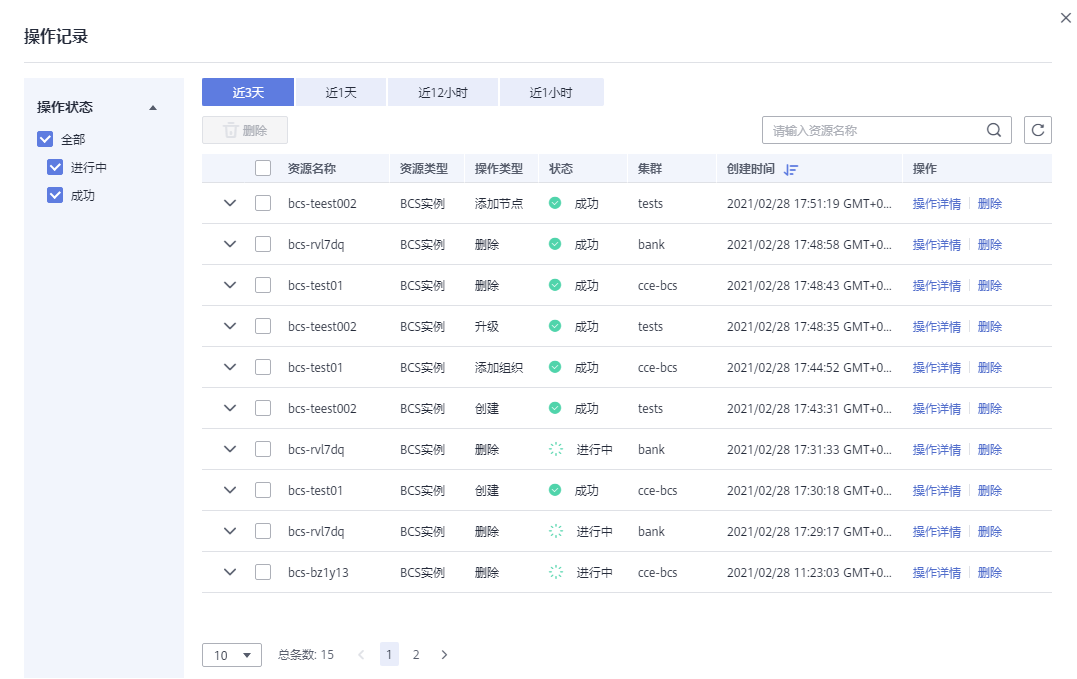 操作记录
操作状态
全部
进行中
成功
近3天 近1天 近12小时 近1小时
删除
请输入资源名称
资源名称 资源类型 操作类型 状态 集群 创建时间 操作
bcs-teest002 BCS实例 添加节点 成功 tests 2021/02/28 17:51:19 GMT+0... 操作详情 删除
bcs-rvl7dq BCS实例 删除 成功 bank 2021/02/28 17:48:58 GMT+0... 操作详情 删除
bcs-test01 BCS实例 删除 成功 cce-bcs 2021/02/28 17:48:43 GMT+0... 操作详情 删除
bcs-teest002 BCS实例 升级 成功 tests 2021/02/28 17:48:35 GMT+0... 操作详情 删除
bcs-test01 BCS实例 添加组织 成功 cce-bcs 2021/02/28 17:44:52 GMT+0... 操作详情 删除
bcs-teest002 BCS实例 创建 成功 tests 2021/02/28 17:43:31 GMT+0... 操作详情 删除
bcs-rvl7dq BCS实例 删除 进行中 bank 2021/02/28 17:31:33 GMT+0... 操作详情 删除
bcs-test01 BCS实例 创建 成功 cce-bcs 2021/02/28 17:30:18 GMT+0... 操作详情 删除
bcs-rvl7dq BCS实例 删除 进行中 bank 2021/02/28 17:29:17 GMT+0... 操作详情 删除
bcs-bz1y13 BCS实例 删除 进行中 cce-bcs 2021/02/28 11:23:03 GMT+0... 操作详情 删除
10 总条数: 15 1 2